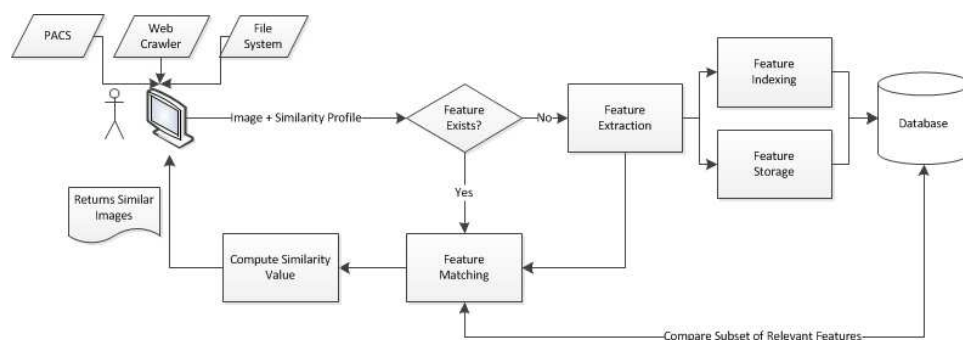 PACS
Web
Crawler
File
System
Image + Similarity Profile
Feature
Exists?
No
Feature
Extraction
Feature
Indexing
Feature
Storage
Database
Yes
Returns Similar
Images
Compute Similarity
Value
Feature
Matching
Compare Subset of Relevant Features